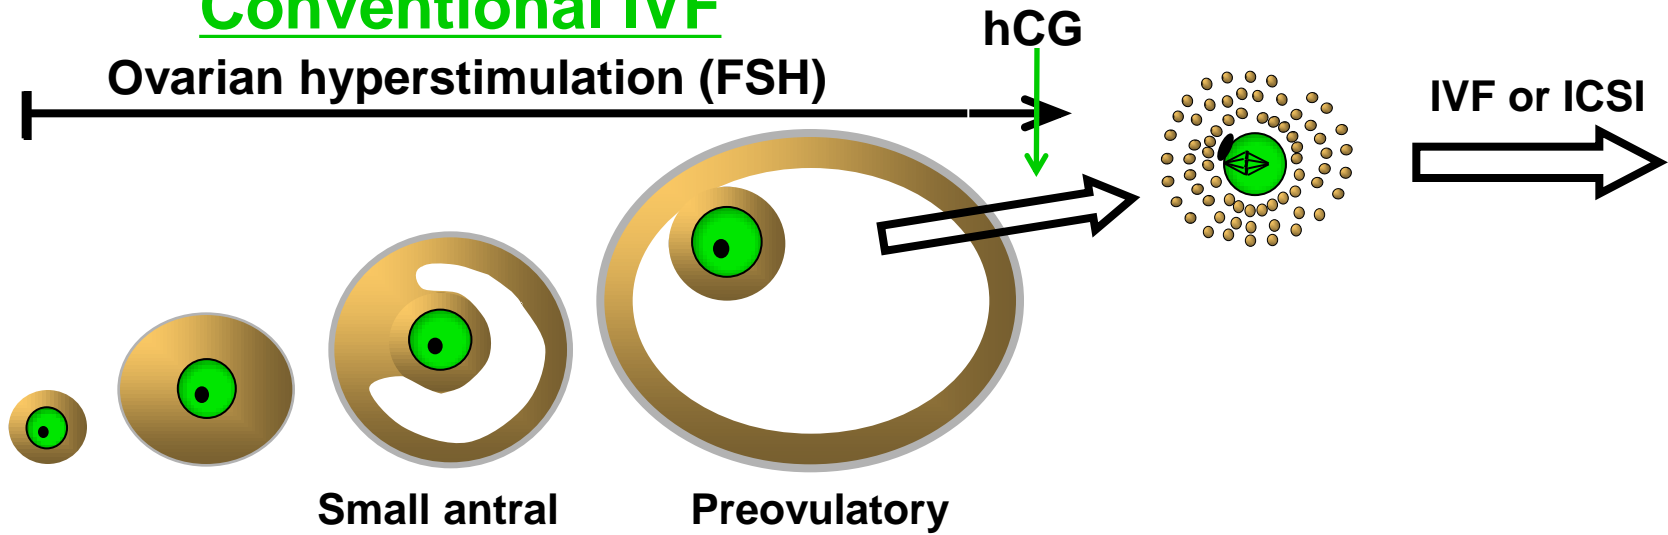 Conventional IVF
hCG
Ovarian hyperstimulation (FSH)
IVF or ICSI
Small antral
Preovulatory